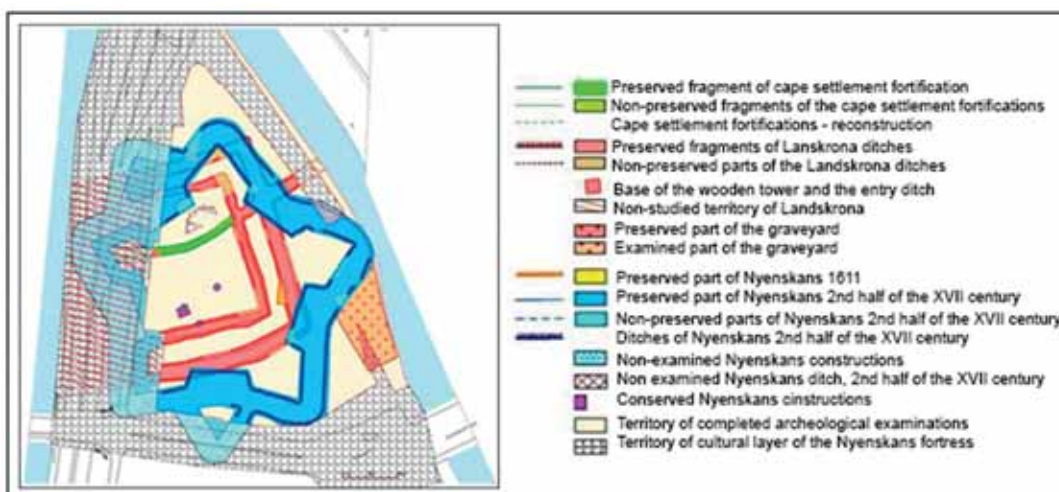 Preserved fragment of cape settlement fortification
Non-preserved fragments of the cape settlement fortifications
Cape settlement fortifications - reconstruction
Preserved fragments of Lanskrona ditches
Non-preserved parts of the Landskrona ditches
Base of the wooden tower and the entry ditch
Non-studied territory of Landskrona
Preserved part of the graveyard
Examined part of the graveyard
Preserved part of Nyenskans 1611
Preserved part of Nyenskans 2nd half of the XVII century
Non-preserved parts of Nyenskans 2nd half of the XVII century
Ditches of Nyenskans 2nd half of the XVII century
Non-examined Nyenskans constructions
Non examined Nyenskans ditch, 2nd half of the XVII century
Conserved Nyenskans cinstructions
Territory of completed archeological examinations
Territory of cultural layer of the Nyenskans fortress